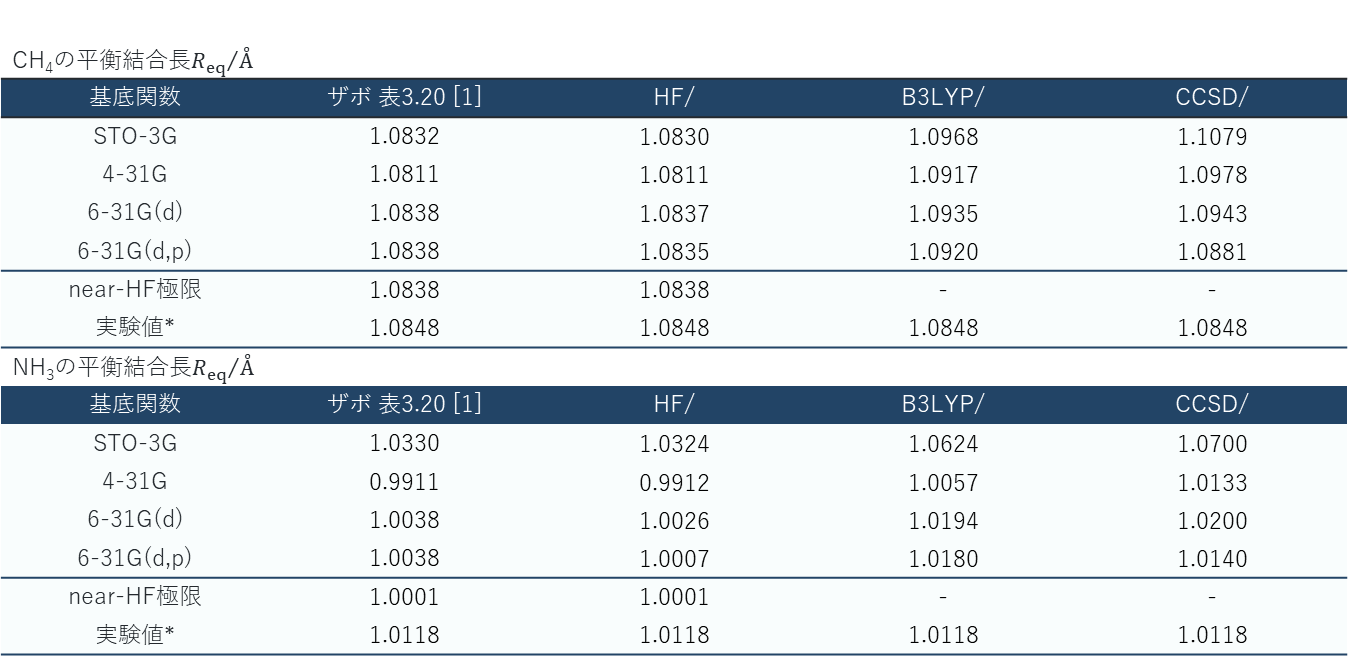 CH₄の平衡結合長R_eq/Å
基底関数 ザボ 表3.20 [1] HF/ B3LYP/ CCSD/
STO-3G 1.0832 1.0830 1.0968 1.1079
4-31G 1.0811 1.0811 1.0917 1.0978
6-31G(d) 1.0838 1.0837 1.0935 1.0943
6-31G(d,p) 1.0838 1.0835 1.0920 1.0881
near-HF極限 1.0838 1.0838 - -
実験値* 1.0848 1.0848 1.0848 1.0848
NH₃の平衡結合長R_eq/Å
基底関数 ザボ 表3.20 [1] HF/ B3LYP/ CCSD/
STO-3G 1.0330 1.0324 1.0624 1.0700
4-31G 0.9911 0.9912 1.0057 1.0133
6-31G(d) 1.0038 1.0026 1.0194 1.0200
6-31G(d,p) 1.0038 1.0007 1.0180 1.0140
near-HF極限 1.0001 1.0001 - -
実験値* 1.0118 1.0118 1.0118 1.0118